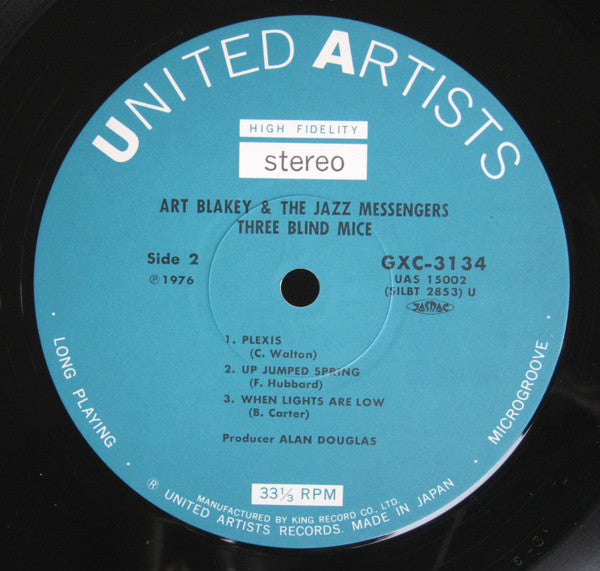 UNITED ARTISTS
HIGH FIDELITY
stereo
ART BLAKEY & THE JAZZ MESSENGERS
THREE BLIND MICE
Side 2
Ⓟ 1976
GXC-3134
UAS 15002
(SILBT 2853) U
JASRAC
1. PLEXIS
(C. Walton)
2. UP JUMPED SPRING
(F. Hubbard)
3. WHEN LIGHTS ARE LOW
(B. Carter)
Producer ALAN DOUGLAS
· LONG PLAYING ·
· MICROGROOVE ·
33⅓ RPM
MANUFACTURED BY KING RECORD CO., LTD.
® UNITED ARTISTS RECORDS. MADE IN JAPAN